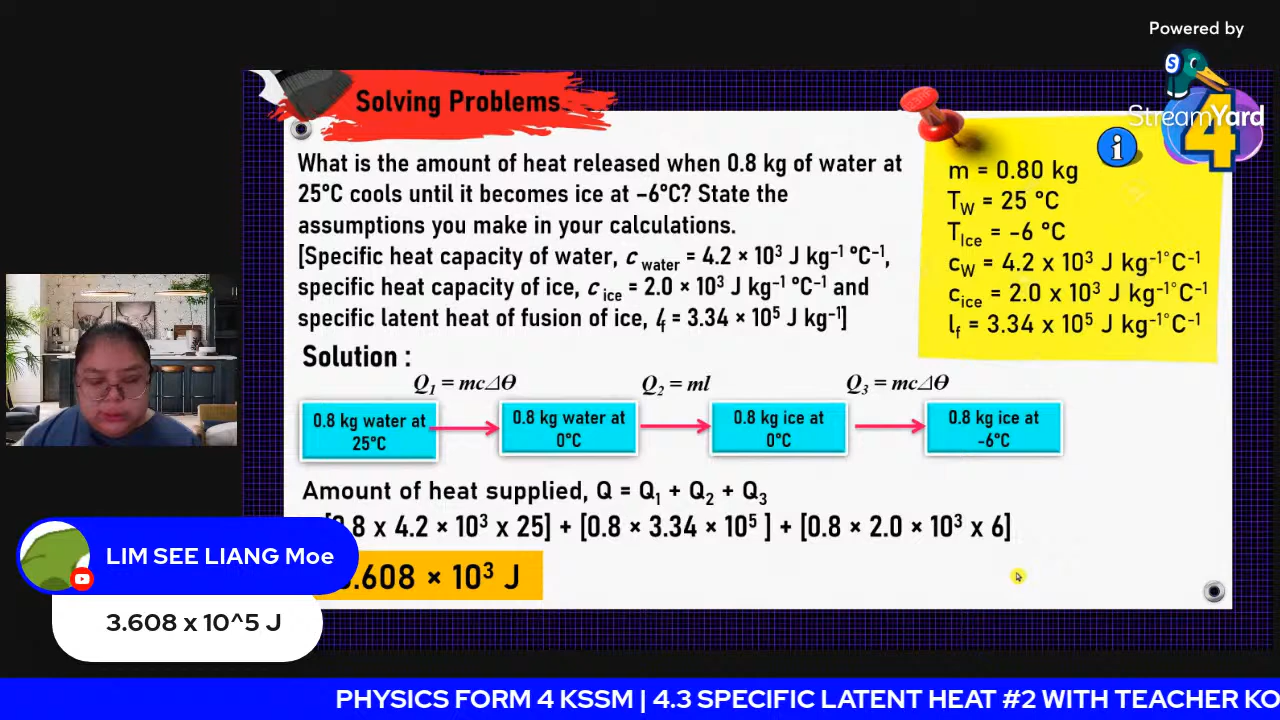 Powered by
StreamYard
S
4
Solving Problems
What is the amount of heat released when 0.8 kg of water at
25°C cools until it becomes ice at –6°C? State the
assumptions you make in your calculations.
[Specific heat capacity of water, c water = 4.2 × 10³ J kg⁻¹ °C⁻¹,
specific heat capacity of ice, c ice = 2.0 × 10³ J kg⁻¹ °C⁻¹ and
specific latent heat of fusion of ice, lf = 3.34 × 10⁵ J kg⁻¹]
i
m = 0.80 kg
TW = 25 °C
TIce = -6 °C
cW = 4.2 x 10³ J kg⁻¹°C⁻¹
cice = 2.0 x 10³ J kg⁻¹°C⁻¹
lf = 3.34 x 10⁵ J kg⁻¹°C⁻¹
Solution :
Q₁ = mcΔθ
Q₂ = ml
Q₃ = mcΔθ
0.8 kg water at
25°C
0.8 kg water at
0°C
0.8 kg ice at
0°C
0.8 kg ice at
-6°C
Amount of heat supplied, Q = Q₁ + Q₂ + Q₃
.8 x 4.2 × 10³ x 25] + [0.8 × 3.34 × 10⁵ ] + [0.8 × 2.0 × 10³ x 6]
.608 × 10³ J
LIM SEE LIANG Moe
3.608 x 10^5 J
PHYSICS FORM 4 KSSM | 4.3 SPECIFIC LATENT HEAT #2 WITH TEACHER KO